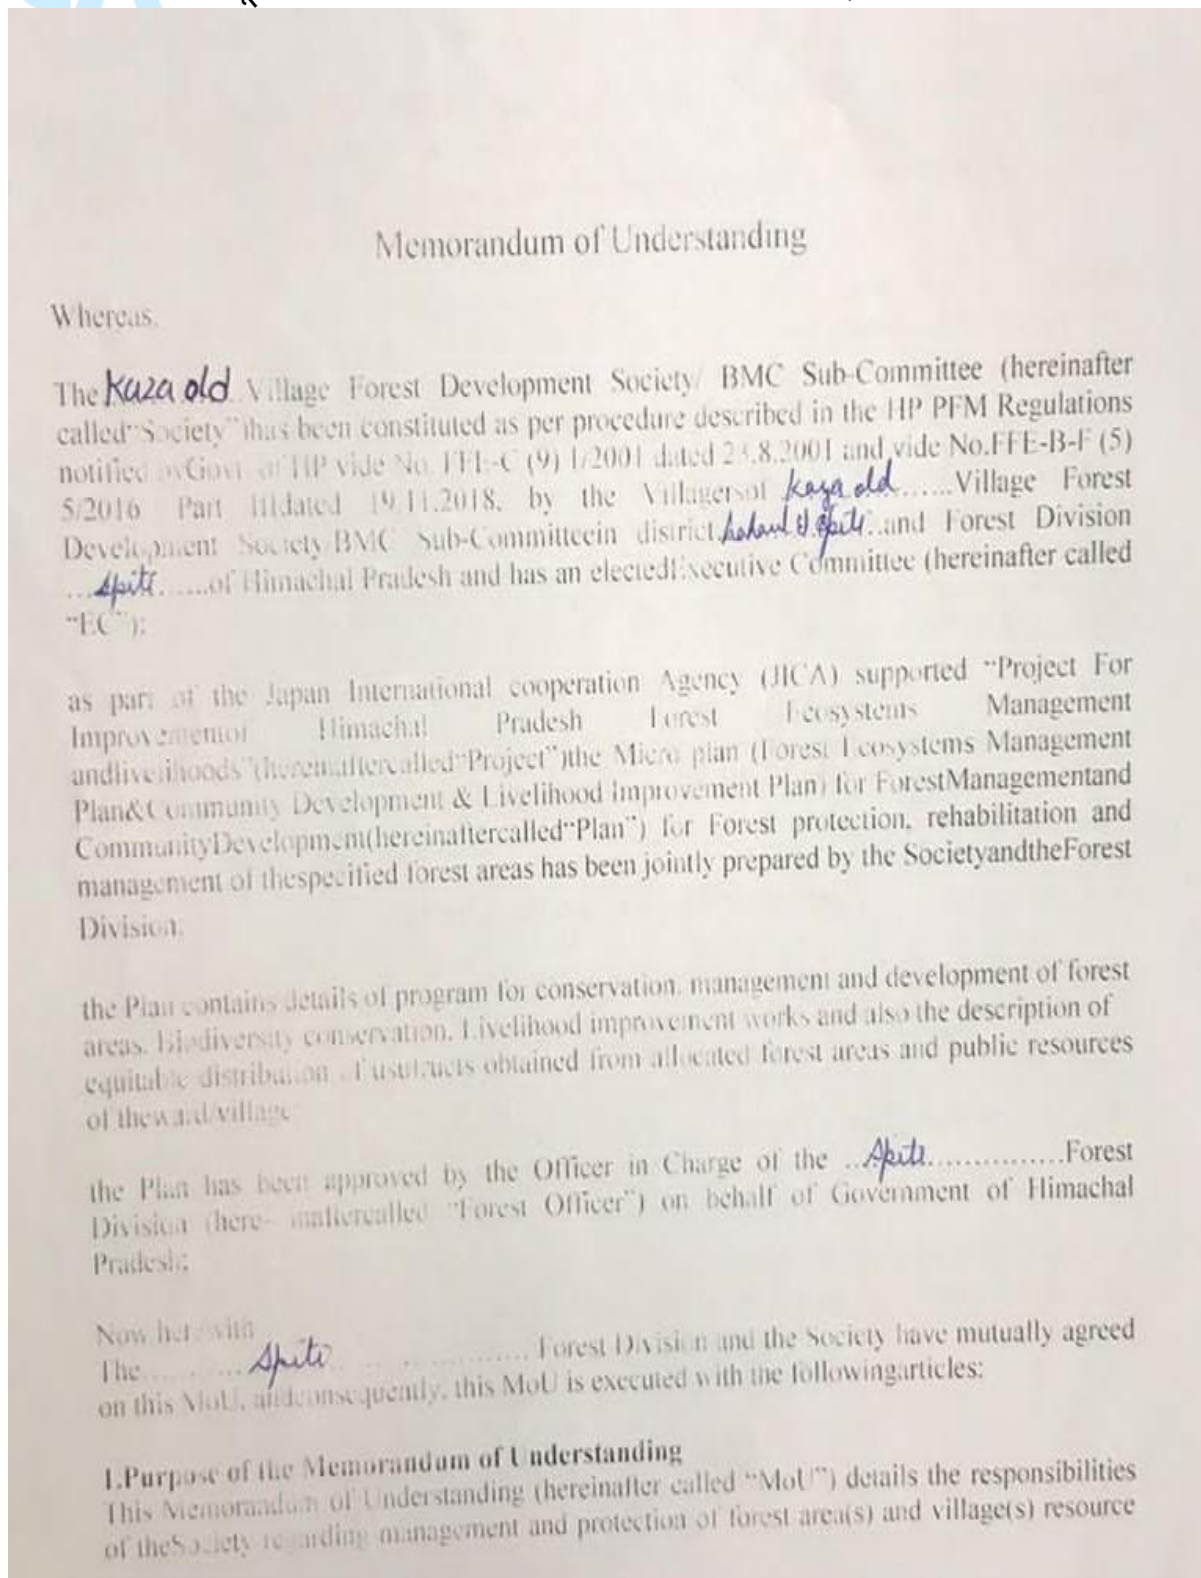 Memorandum of Understanding
Whereas,
The Kaza old Village Forest Development Society/ BMC Sub-Committee (hereinafter
called"Society")has been constituted as per procedure described in the HP PFM Regulations
notified byGovt. of HP vide No. FFE-C (9) 1/2001 dated 23.8.2001 and vide No.FFE-B-F (5)
5/2016 Part IIIdated 19.11.2018, by the Villagersof Kaza old......Village Forest
Development Society/BMC Sub-Committeein district Lahaul & Spiti..and Forest Division
...Spiti......of Himachal Pradesh and has an electedExecutive Committee (hereinafter called
"EC");
as part of the Japan International cooperation Agency (JICA) supported "Project For
Improvementof Himachal Pradesh Forest Ecosystems Management
andlivelihoods"(hereinaftercalled"Project")the Micro plan (Forest Ecosystems Management
Plan&Community Development & Livelihood Improvement Plan) for ForestManagementand
CommunityDevelopment(hereinaftercalled"Plan") for Forest protection, rehabilitation and
management of thespecified forest areas has been jointly prepared by the SocietyandtheForest
Division;
the Plan contains details of program for conservation, management and development of forest
areas, Biodiversity conservation, Livelihood improvement works and also the description of
equitable distribution of usufructs obtained from allocated forest areas and public resources
of theward/village
the Plan has been approved by the Officer in Charge of the ..Spiti................Forest
Division (here- inaftercalled "Forest Officer") on behalf of Government of Himachal
Pradesh;
Now herewith
The.......... Spiti .................. Forest Division and the Society have mutually agreed
on this MoU, andconsequently, this MoU is executed with the followingarticles:
1.Purpose of the Memorandum of Understanding
This Memorandum of Understanding (hereinafter called "MoU") details the responsibilities
of theSociety regarding management and protection of forest area(s) and village(s) resource